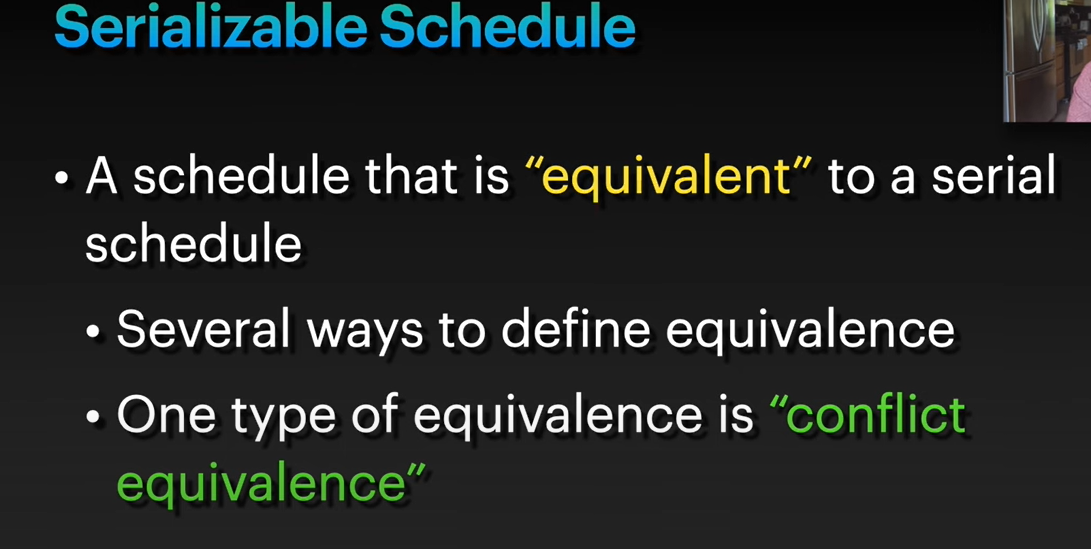 Serializable Schedule
• A schedule that is “equivalent” to a serial
schedule
• Several ways to define equivalence
• One type of equivalence is “conflict
equivalence”